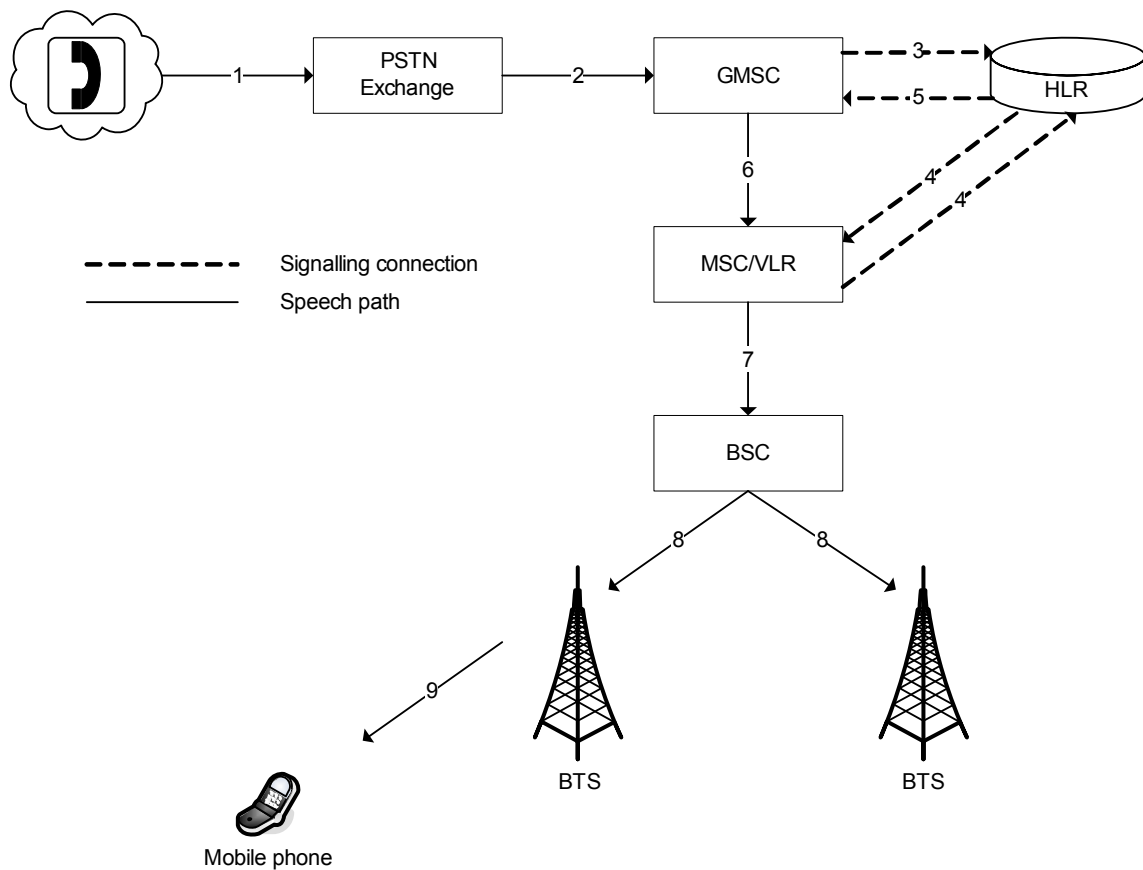 1
PSTN
Exchange
2
GMSC
3
5
HLR
6
4
4
MSC/VLR
Signalling connection
Speech path
7
BSC
8
8
9
BTS
BTS
Mobile phone